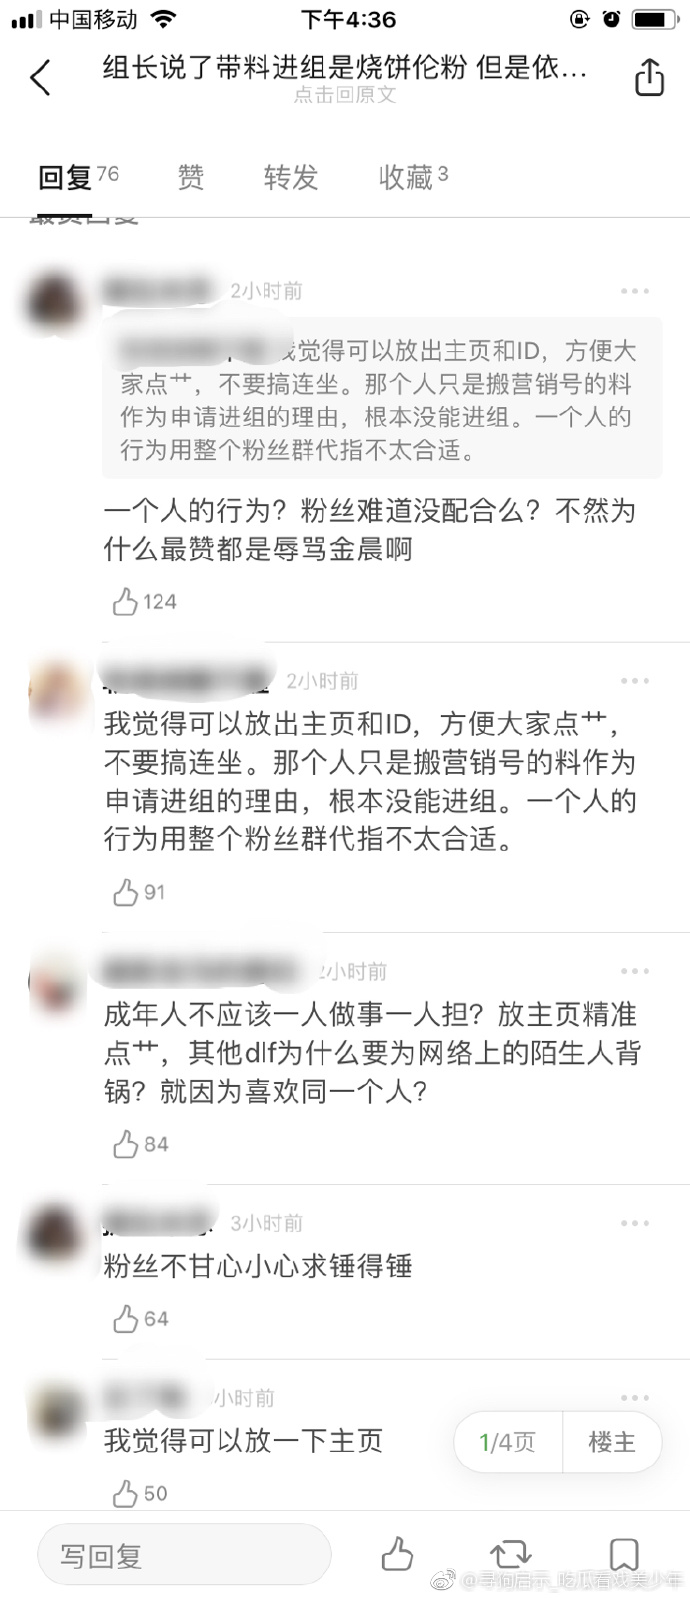 中国移动
下午4:36
组长说了带料进组是烧饼伦粉 但是依...
点击回原文
回复 76
赞
转发
收藏 3
最赞回复
2小时前
我觉得可以放出主页和ID，方便大
家点艹，不要搞连坐。那个人只是搬营销号的料
作为申请进组的理由，根本没能进组。一个人的
行为用整个粉丝群代指不太合适。
一个人的行为？粉丝难道没配合么？不然为
什么最赞都是辱骂金晨啊
124
2小时前
我觉得可以放出主页和ID，方便大家点艹，
不要搞连坐。那个人只是搬营销号的料作为
申请进组的理由，根本没能进组。一个人的
行为用整个粉丝群代指不太合适。
91
2小时前
成年人不应该一人做事一人担？放主页精准
点艹，其他dlf为什么要为网络上的陌生人背
锅？就因为喜欢同一个人？
84
3小时前
粉丝不甘心小心求锤得锤
64
小时前
我觉得可以放一下主页
1/4页
楼主
50
写回复
@寻狗启示_吃瓜看戏美少年